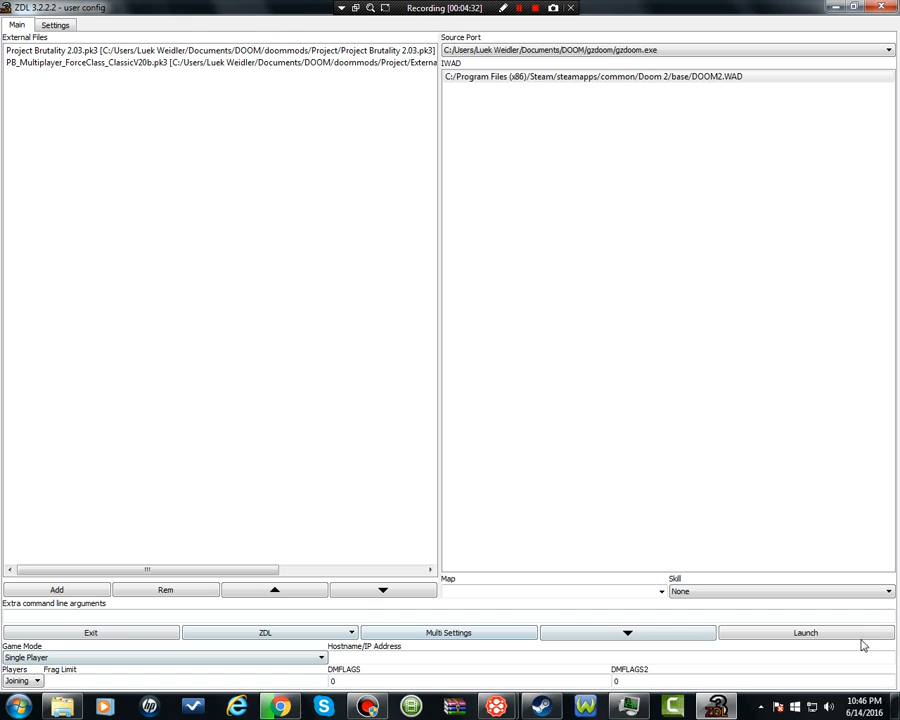 ZDL 3.2.2.2 - user config
Recording [00:04:32]
Main
Settings
External Files
Source Port
Project Brutality 2.03.pk3 [C:/Users/Luek Weidler/Documents/DOOM/doommods/Project/Project Brutality 2.03.pk3]
C:/Users/Luek Weidler/Documents/DOOM/gzdoom/gzdoom.exe
PB_Multiplayer_ForceClass_ClassicV20b.pk3 [C:/Users/Luek Weidler/Documents/DOOM/doommods/Project/Externa
IWAD
C:/Program Files (x86)/Steam/steamapps/common/Doom 2/base/DOOM2.WAD
Map
Skill
Add
Rem
None
Extra command line arguments
Exit
ZDL
Multi Settings
Launch
Game Mode
Hostname/IP Address
Single Player
Players
Frag Limit
DMFLAGS
DMFLAGS2
Joining
0
0
10:46 PM
6/14/2016